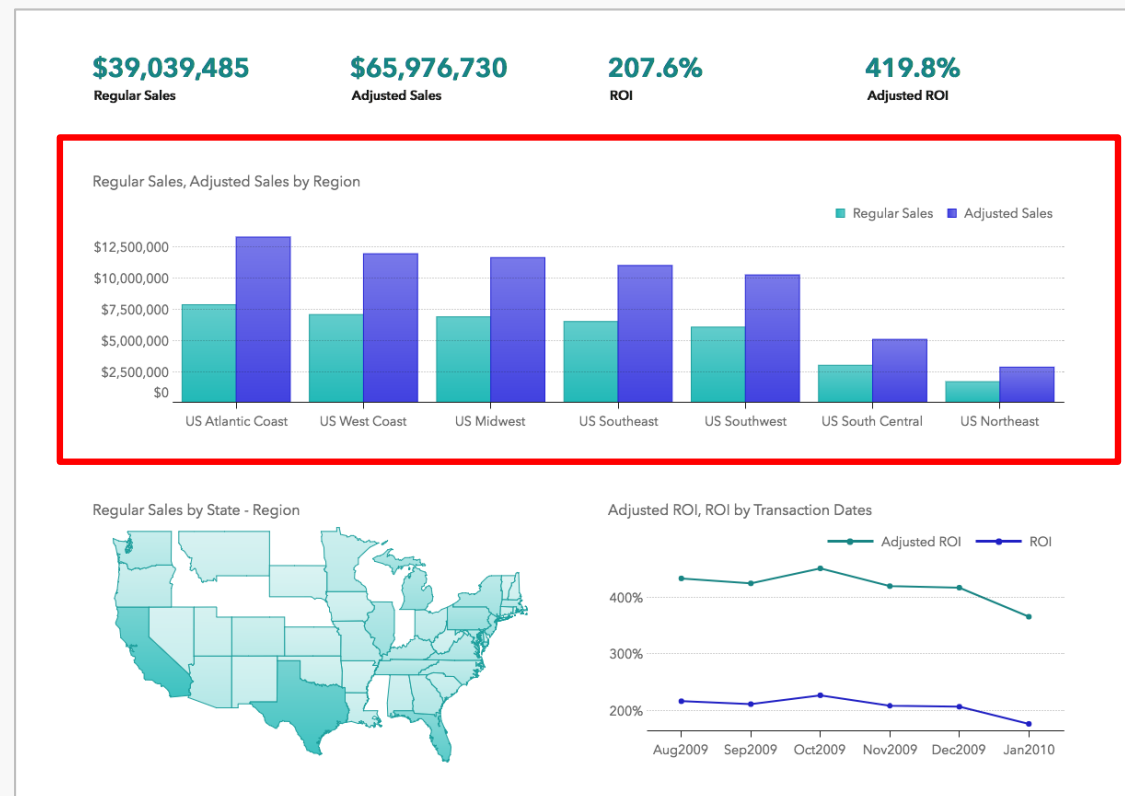 $39,039,485 $65,976,730 207.6% 419.8%
Regular Sales Adjusted Sales ROI Adjusted ROI
Regular Sales, Adjusted Sales by Region
Regular Sales Adjusted Sales
$12,500,000
$10,000,000
$7,500,000
$5,000,000
$2,500,000
$0
US Atlantic Coast US West Coast US Midwest US Southeast US Southwest US South Central US Northeast
Regular Sales by State - Region
Adjusted ROI, ROI by Transaction Dates
Adjusted ROI ROI
400%
300%
200%
Aug2009 Sep2009 Oct2009 Nov2009 Dec2009 Jan2010